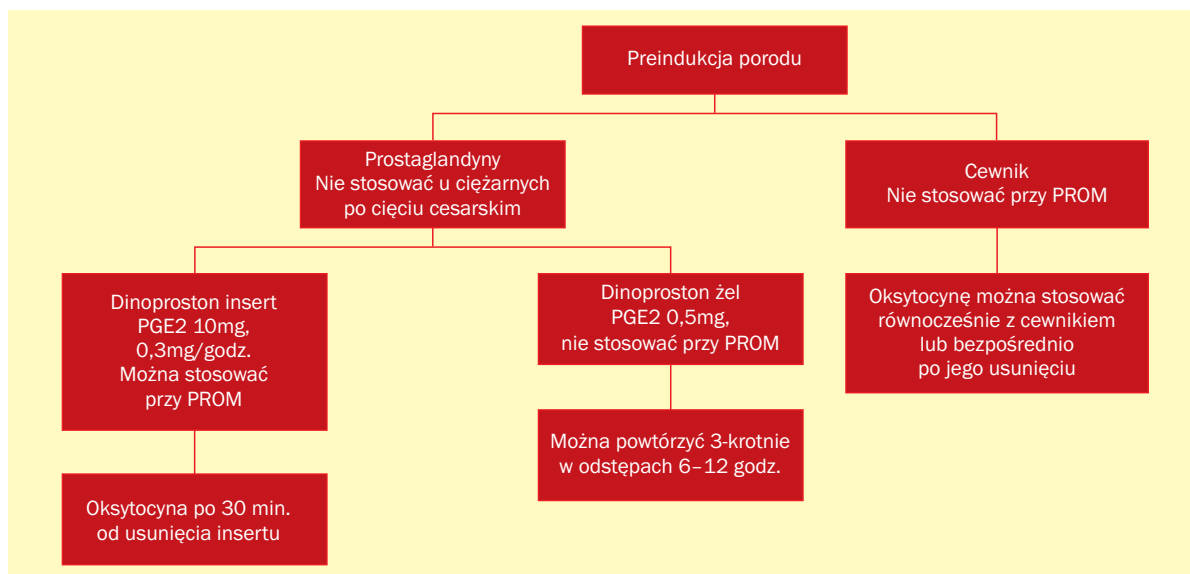 Preindukcja porodu
Prostaglandyny
Nie stosować u ciężarnych
po cięciu cesarskim
Cewnik
Nie stosować przy PROM
Dinoproston insert
PGE2 10mg,
0,3mg/godz.
Można stosować
przy PROM
Dinoproston żel
PGE2 0,5mg,
nie stosować przy PROM
Oksytocynę można stosować
równocześnie z cewnikiem
lub bezpośrednio
po jego usunięciu
Można powtórzyć 3-krotnie
w odstępach 6–12 godz.
Oksytocyna po 30 min.
od usunięcia insertu